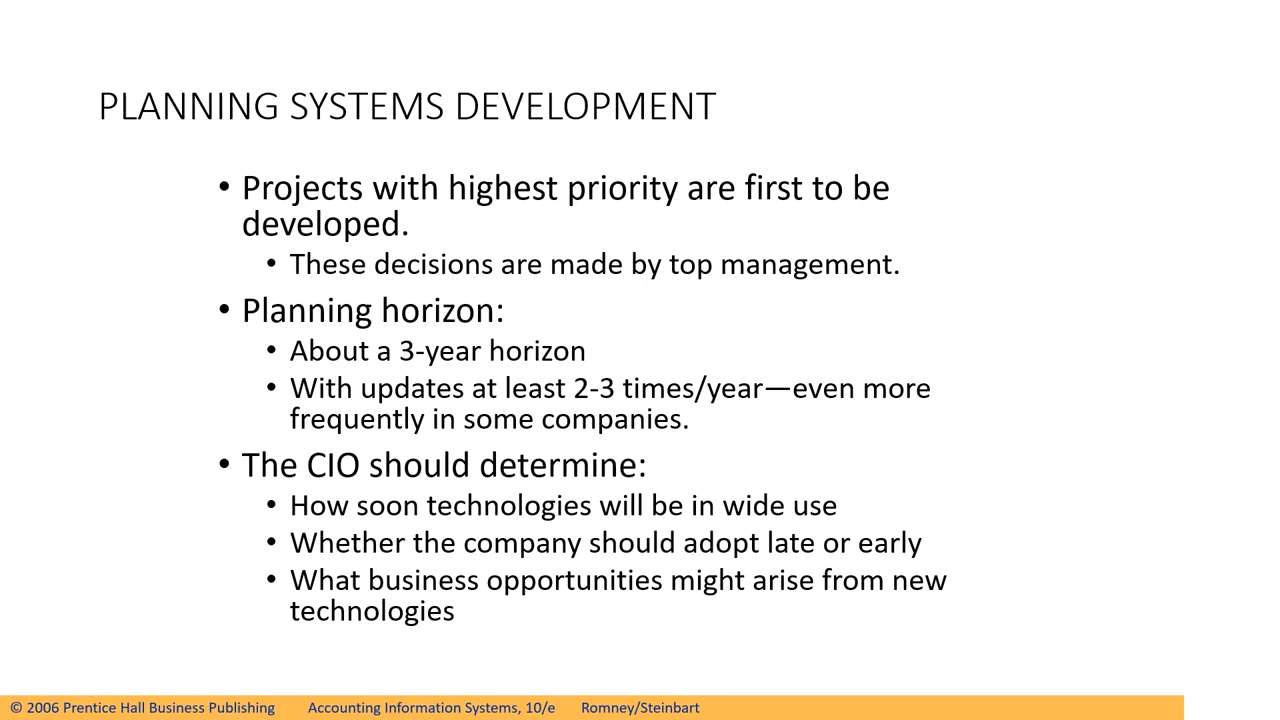 PLANNING SYSTEMS DEVELOPMENT
• Projects with highest priority are first to be
developed.
• These decisions are made by top management.
• Planning horizon:
• About a 3-year horizon
• With updates at least 2-3 times/year—even more
frequently in some companies.
• The CIO should determine:
• How soon technologies will be in wide use
• Whether the company should adopt late or early
• What business opportunities might arise from new
technologies
© 2006 Prentice Hall Business Publishing Accounting Information Systems, 10/e Romney/Steinbart